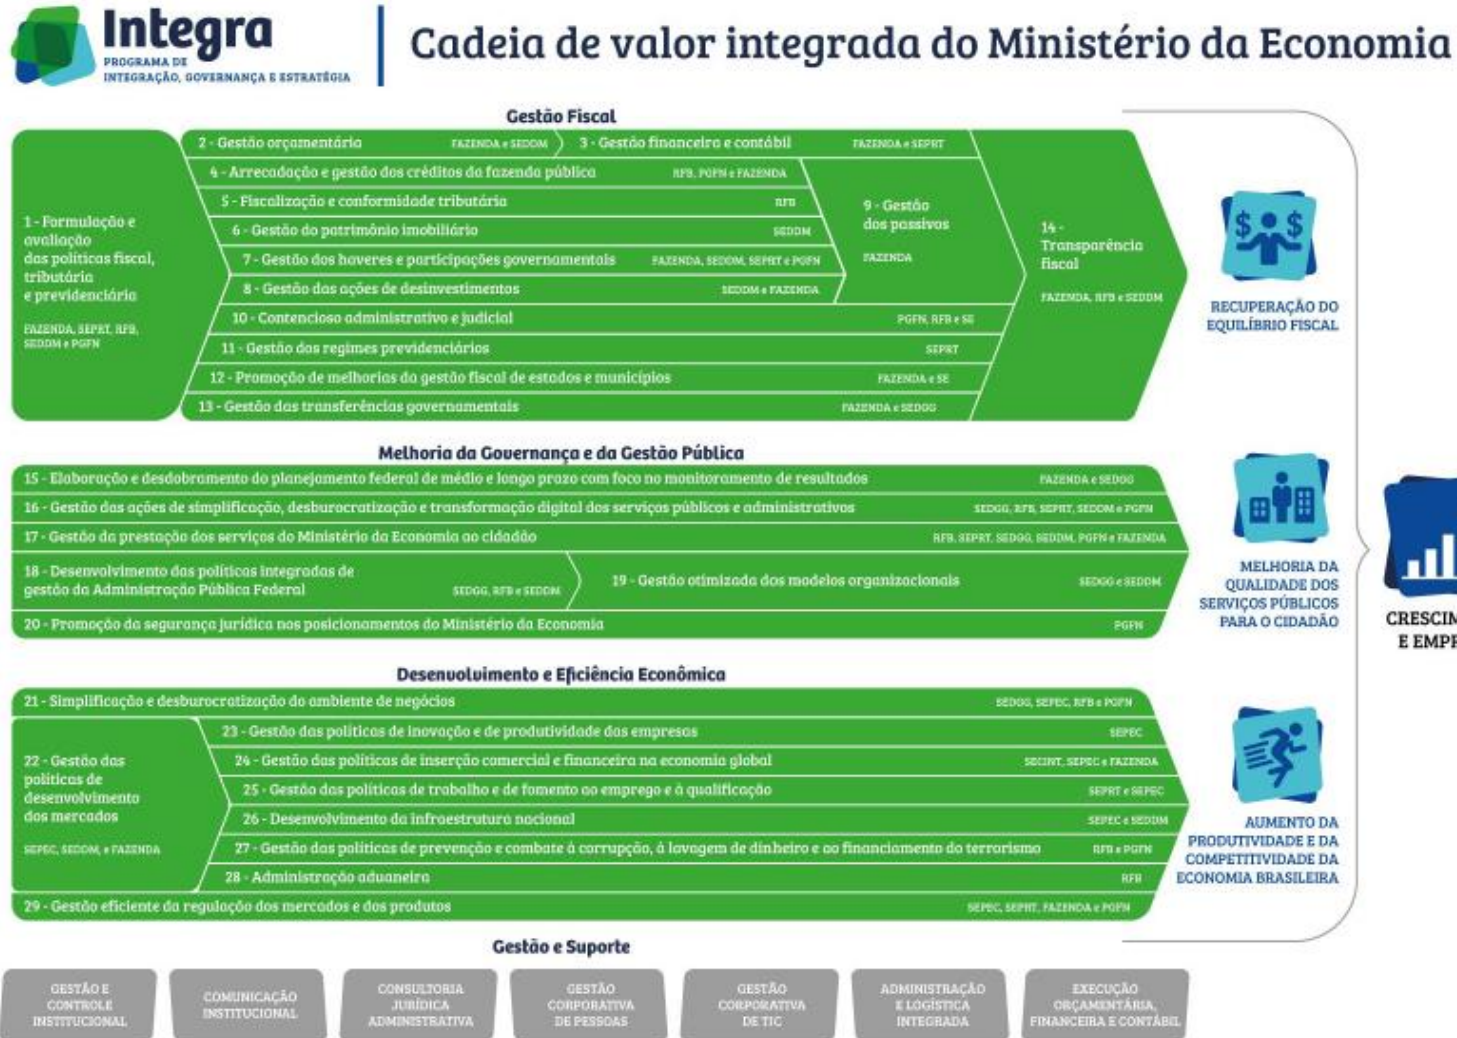 Integra
PROGRAMA DE
INTEGRAÇÃO, GOVERNANÇA E ESTRATÉGIA
Cadeia de valor integrada do Ministério da Economia
Gestão Fiscal
1 - Formulação e
avaliação
das políticas fiscal,
tributária
e previdenciária
FAZENDA, SEPRT, RFB,
SEDDM e PGFN
2 - Gestão orçamentária FAZENDA e SEDDM
3 - Gestão financeira e contábil FAZENDA e SEPRT
4 - Arrecadação e gestão dos créditos da fazenda pública RFB, PGFN e FAZENDA
5 - Fiscalização e conformidade tributária RFB
6 - Gestão do patrimônio imobiliário SEDDM
7 - Gestão dos haveres e participações governamentais FAZENDA, SEDDM, SEPRT e PGFN
8 - Gestão das ações de desinvestimentos SEDDM e FAZENDA
9 - Gestão
dos passivos
FAZENDA
10 - Contencioso administrativo e judicial PGFN, RFB e SE
11 - Gestão dos regimes previdenciários SEPRT
12 - Promoção de melhorias da gestão fiscal de estados e municípios FAZENDA e SE
13 - Gestão das transferências governamentais FAZENDA e SEDGG
14 -
Transparência
fiscal
FAZENDA, RFB e SEDDM
RECUPERAÇÃO DO
EQUILÍBRIO FISCAL
Melhoria da Governança e da Gestão Pública
15 - Elaboração e desdobramento do planejamento federal de médio e longo prazo com foco no monitoramento de resultados FAZENDA e SEDGG
16 - Gestão das ações de simplificação, desburocratização e transformação digital dos serviços públicos e administrativos SEDGG, RFB, SEPRT, SEDDM e PGFN
17 - Gestão da prestação dos serviços do Ministério da Economia ao cidadão RFB, SEPRT, SEDGG, SEDDM, PGFN e FAZENDA
18 - Desenvolvimento das políticas integradas de
gestão da Administração Pública Federal SEDGG, RFB e SEDDM
19 - Gestão otimizada dos modelos organizacionais SEDGG e SEDDM
20 - Promoção da segurança jurídica nos posicionamentos do Ministério da Economia PGFN
MELHORIA DA
QUALIDADE DOS
SERVIÇOS PÚBLICOS
PARA O CIDADÃO
CRESCIM
E EMPR
Desenvolvimento e Eficiência Econômica
21 - Simplificação e desburocratização do ambiente de negócios SEDGG, SEPEC, RFB e PGFN
22 - Gestão das
políticas de
desenvolvimento
dos mercados
SEPEC, SEDDM, e FAZENDA
23 - Gestão das políticas de inovação e de produtividade das empresas SEPEC
24 - Gestão das políticas de inserção comercial e financeira na economia global SECINT, SEPEC e FAZENDA
25 - Gestão das políticas de trabalho e de fomento ao emprego e à qualificação SEPRT e SEPEC
26 - Desenvolvimento da infraestrutura nacional SEPEC e SEDDM
27 - Gestão das políticas de prevenção e combate à corrupção, à lavagem de dinheiro e ao financiamento do terrorismo RFB e PGFN
28 - Administração aduaneira RFB
29 - Gestão eficiente da regulação dos mercados e dos produtos SEPEC, SEPRT, FAZENDA e PGFN
AUMENTO DA
PRODUTIVIDADE E DA
COMPETITIVIDADE DA
ECONOMIA BRASILEIRA
Gestão e Suporte
GESTÃO E
CONTROLE
INSTITUCIONAL
COMUNICAÇÃO
INSTITUCIONAL
CONSULTORIA
JURÍDICA
ADMINISTRATIVA
GESTÃO
CORPORATIVA
DE PESSOAS
GESTÃO
CORPORATIVA
DE TIC
ADMINISTRAÇÃO
E LOGÍSTICA
INTEGRADA
EXECUÇÃO
ORÇAMENTÁRIA,
FINANCEIRA E CONTÁBIL